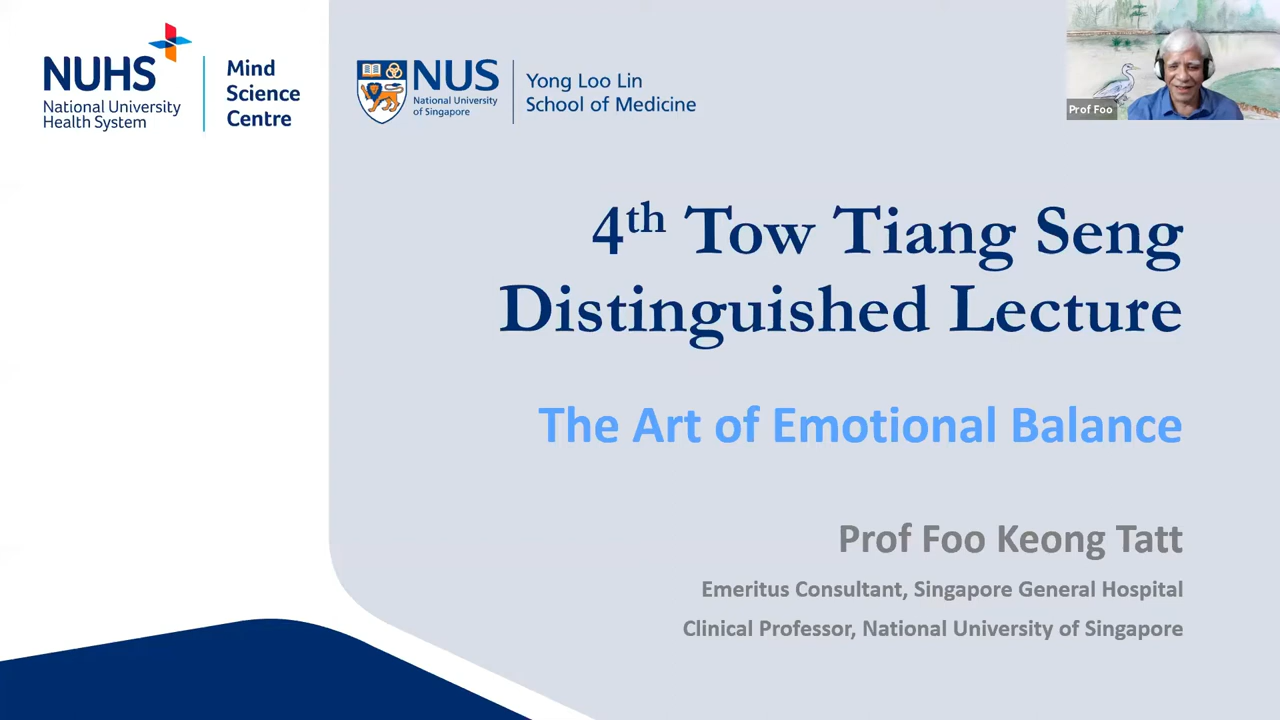 NUHS
National University
Health System
Mind
Science
Centre
NUS
National University
of Singapore
Yong Loo Lin
School of Medicine
Prof Foo
4th Tow Tiang Seng
Distinguished Lecture
The Art of Emotional Balance
Prof Foo Keong Tatt
Emeritus Consultant, Singapore General Hospital
Clinical Professor, National University of Singapore